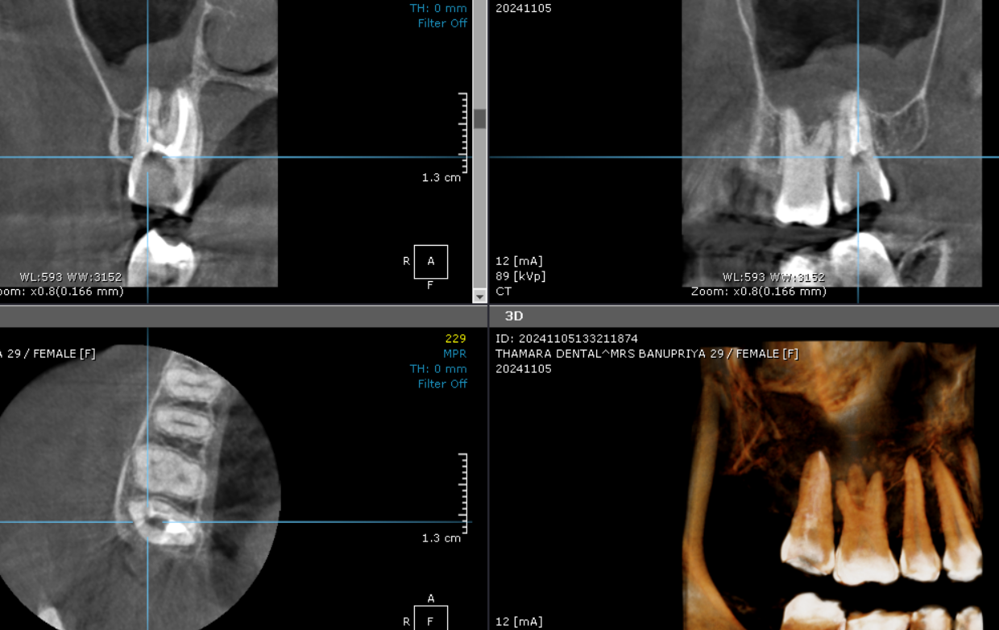 TH: 0 mm
Filter Off
1.3 cm
R
A
F
WL:593 WW:3152
oom: x0.8(0.166 mm)
20241105
12 [mA]
89 [kVp]
CT
WL:593 WW:3152
Zoom: x0.8(0.166 mm)
A 29 / FEMALE [F]
229
MPR
TH: 0 mm
Filter Off
1.3 cm
A
R
F
3D
ID: 20241105133211874
THAMARA DENTAL^MRS BANUPRIYA 29 / FEMALE [F]
20241105
12 [mA]